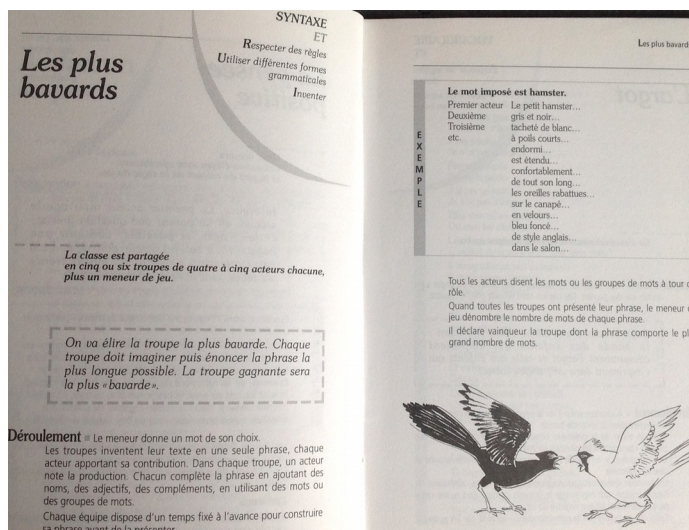 SYNTAXE
ET
Respecter des règles
Utiliser différentes formes
grammaticales
Inventer
Les plus
bavards
La classe est partagée
en cinq ou six troupes de quatre à cinq acteurs chacune,
plus un meneur de jeu.
On va élire la troupe la plus bavarde. Chaque
troupe doit imaginer puis énoncer la phrase la
plus longue possible. La troupe gagnante sera
la plus « bavarde ».
Déroulement Le meneur donne un mot de son choix.
Les troupes inventent leur texte en une seule phrase, chaque
acteur apportant sa contribution. Dans chaque troupe, un acteur
note la production. Chacun complète la phrase en ajoutant des
noms, des adjectifs, des compléments, en utilisant des mots ou
des groupes de mots.
Chaque équipe dispose d'un temps fixé à l'avance pour construire
sa phrase avant de la présenter.
Les plus bavard
EXEMPLE
Le mot imposé est hamster.
Premier acteur Le petit hamster...
Deuxième gris et noir...
Troisième tacheté de blanc...
etc. à poils courts...
endormi...
est étendu...
confortablement...
de tout son long...
les oreilles rabattues...
sur le canapé...
en velours...
bleu foncé...
de style anglais...
dans le salon...
Tous les acteurs disent les mots ou les groupes de mots à tour
rôle.
Quand toutes les troupes ont présenté leur phrase, le meneur
jeu dénombre le nombre de mots de chaque phrase.
Il déclare vainqueur la troupe dont la phrase comporte le
grand nombre de mots.